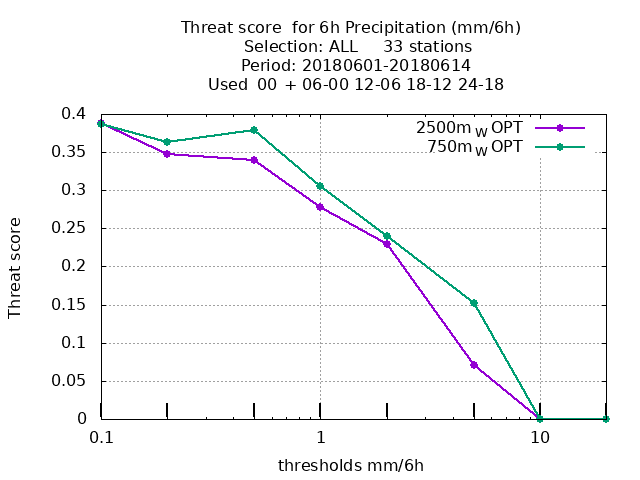 Threat score  for 6h Precipitation (mm/6h)
Selection: ALL     33 stations
Period: 20180601-20180614
Used  00  + 06-00 12-06 18-12 24-18
2500m W OPT
750m W OPT
0.4
0.35
0.3
0.25
0.2
0.15
0.1
0.05
0
Threat score
0.1
1
10
thresholds mm/6h